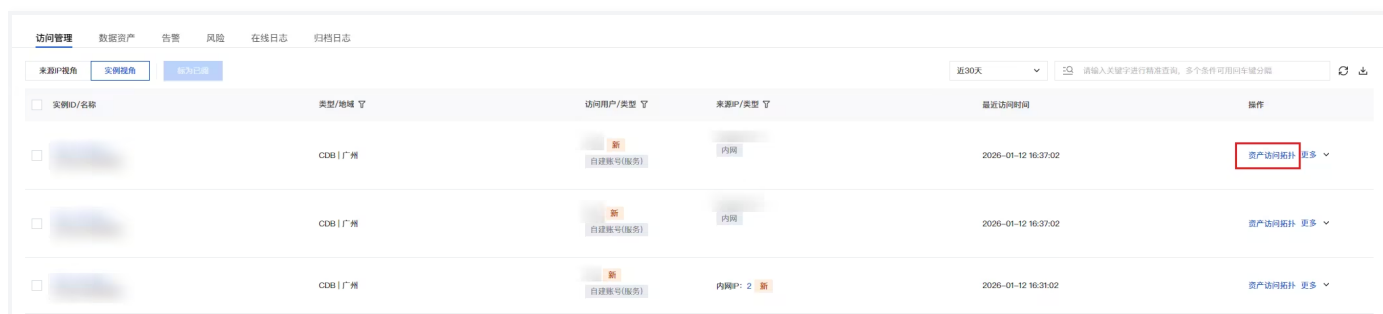 访问管理 数据资产 告警 风险 在线日志 归档日志
来源IP视角 实例视角 标为已阅 近30天 请输入关键字进行精准查询，多个条件可用回车键分隔
实例ID/名称 类型/地域 访问用户/类型 来源IP/类型 最近访问时间 操作
新
CDB | 广州 自建账号(服务) 内网 2026-01-12 16:37:02 资产访问拓扑 更多
新
CDB | 广州 自建账号(服务) 内网 2026-01-12 16:37:02 资产访问拓扑 更多
新
CDB | 广州 自建账号(服务) 内网IP：2 新 2026-01-12 16:31:02 资产访问拓扑 更多